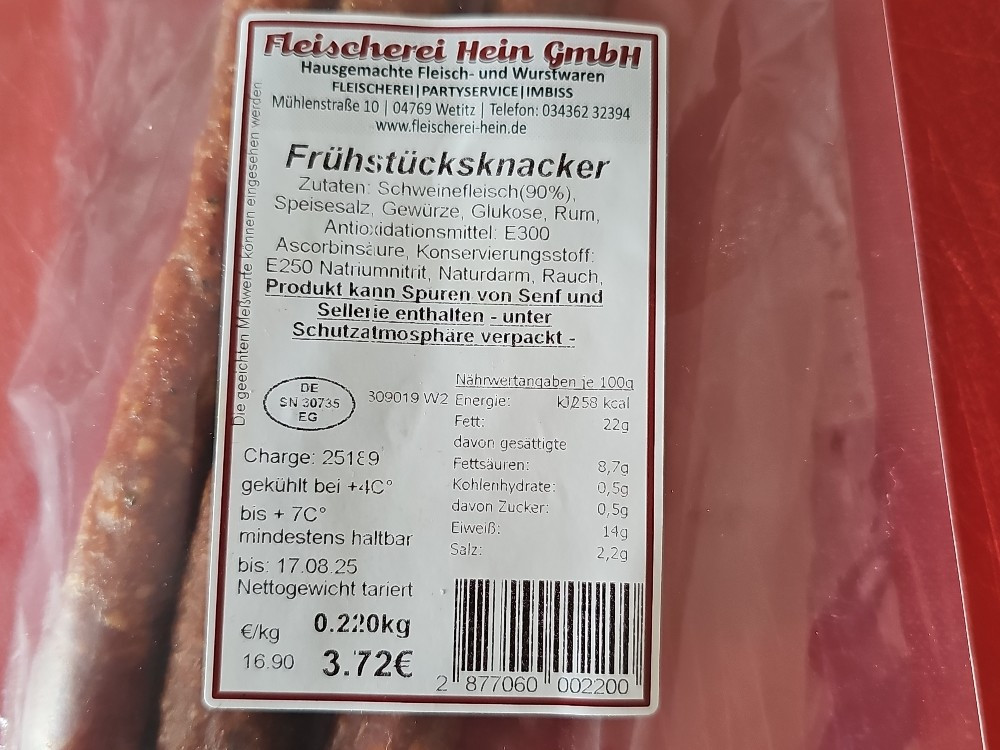 Fleischerei Hein GmbH
Hausgemachte Fleisch- und Wurstwaren
FLEISCHEREI|PARTYSERVICE|IMBISS
Mühlenstraße 10 | 04769 Wetitz | Telefon: 034362 32394
www.fleischerei-hein.de
Die geeichten Meßwerte können eingesehen werden
Frühstücksknacker
Zutaten: Schweinefleisch(90%),
Speisesalz, Gewürze, Glukose, Rum,
Antioxidationsmittel: E300
Ascorbinsäure, Konservierungsstoff:
E250 Natriumnitrit, Naturdarm, Rauch,
Produkt kann Spuren von Senf und
Sellerie enthalten - unter
Schutzatmosphäre verpackt -
DE
SN 30735
EG
309019 W2
Charge: 25189
gekühlt bei +4C°
bis + 7C°
mindestens haltbar
bis: 17.08.25
Nettogewicht tariert
€/kg 0.220kg
16.90 3.72€
Nährwertangaben je 100g
Energie: kJ258 kcal
Fett: 22g
davon gesättigte
Fettsäuren: 8,7g
Kohlenhydrate: 0,5g
davon Zucker: 0,5g
Eiweiß: 14g
Salz: 2,2g
2 877060 002200